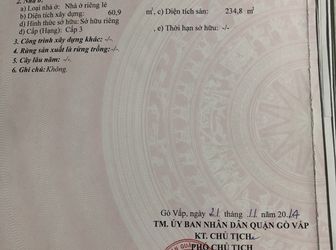 2. Nhà ở:
a) Loại nhà ở: Nhà ở riêng lẻ
b) Diện tích xây dựng: 60,9 m², c) Diện tích sàn: 234,8 m²
d) Hình thức sở hữu: Sở hữu riêng , e) Thời hạn sở hữu: -/-
đ) Cấp (Hạng): Cấp 3
3. Công trình xây dựng khác: -/-
4. Rừng sản xuất là rừng trồng: -/-
5. Cây lâu năm: -/-
6. Ghi chú: Không.
Gò Vấp, ngày 21 tháng 11 năm 2014
TM. ỦY BAN NHÂN DÂN QUẬN GÒ VẤP
KT. CHỦ TỊCH
PHÓ CHỦ TỊCH